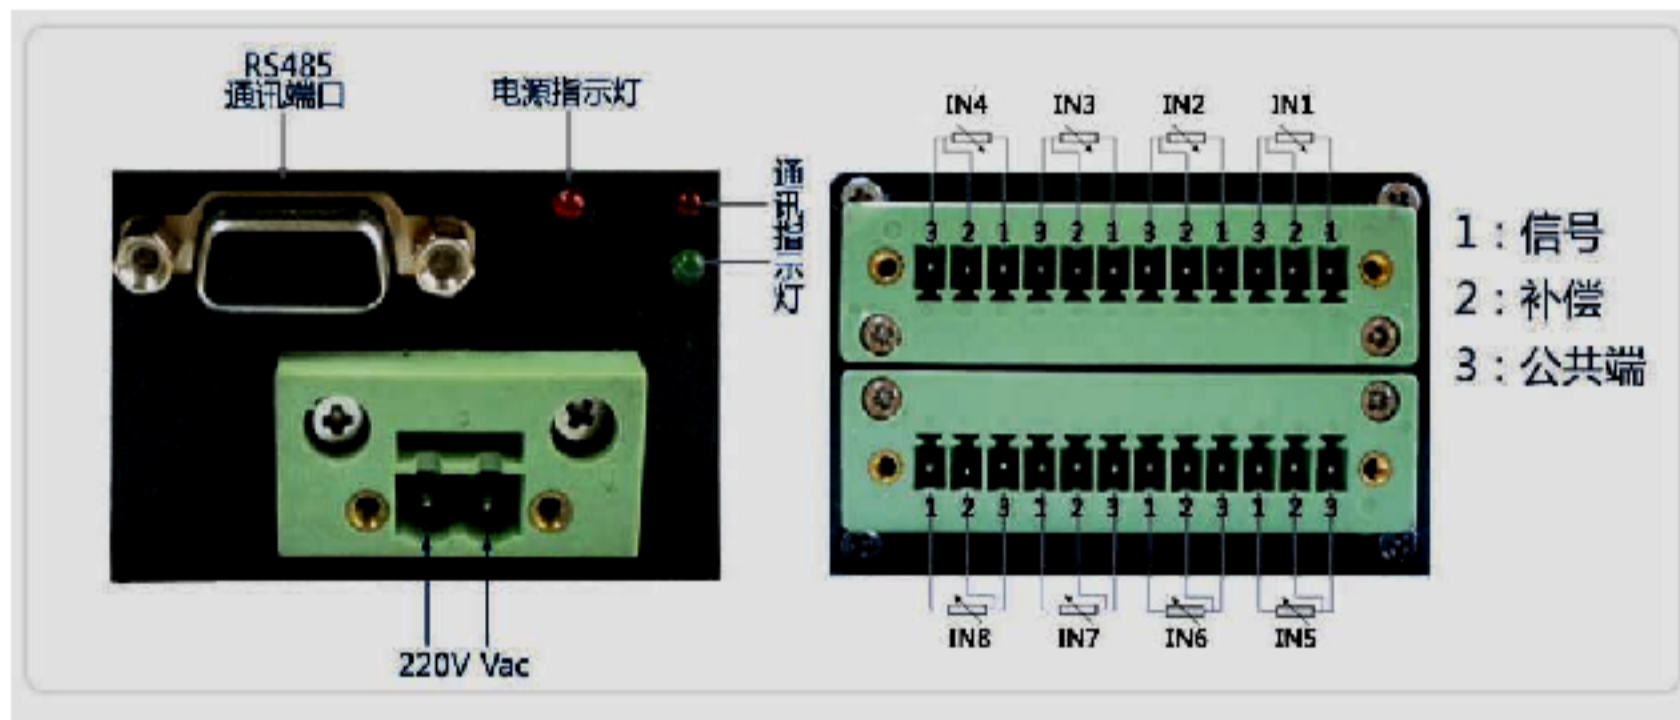 RS485
通讯端口
电源指示灯
通讯指示灯
220V Vac
IN4 IN3 IN2 IN1
3 2 1 3 2 1 3 2 1 3 2 1
1 2 3 1 2 3 1 2 3 1 2 3
IN8 IN7 IN6 IN5
1：信号
2：补偿
3：公共端